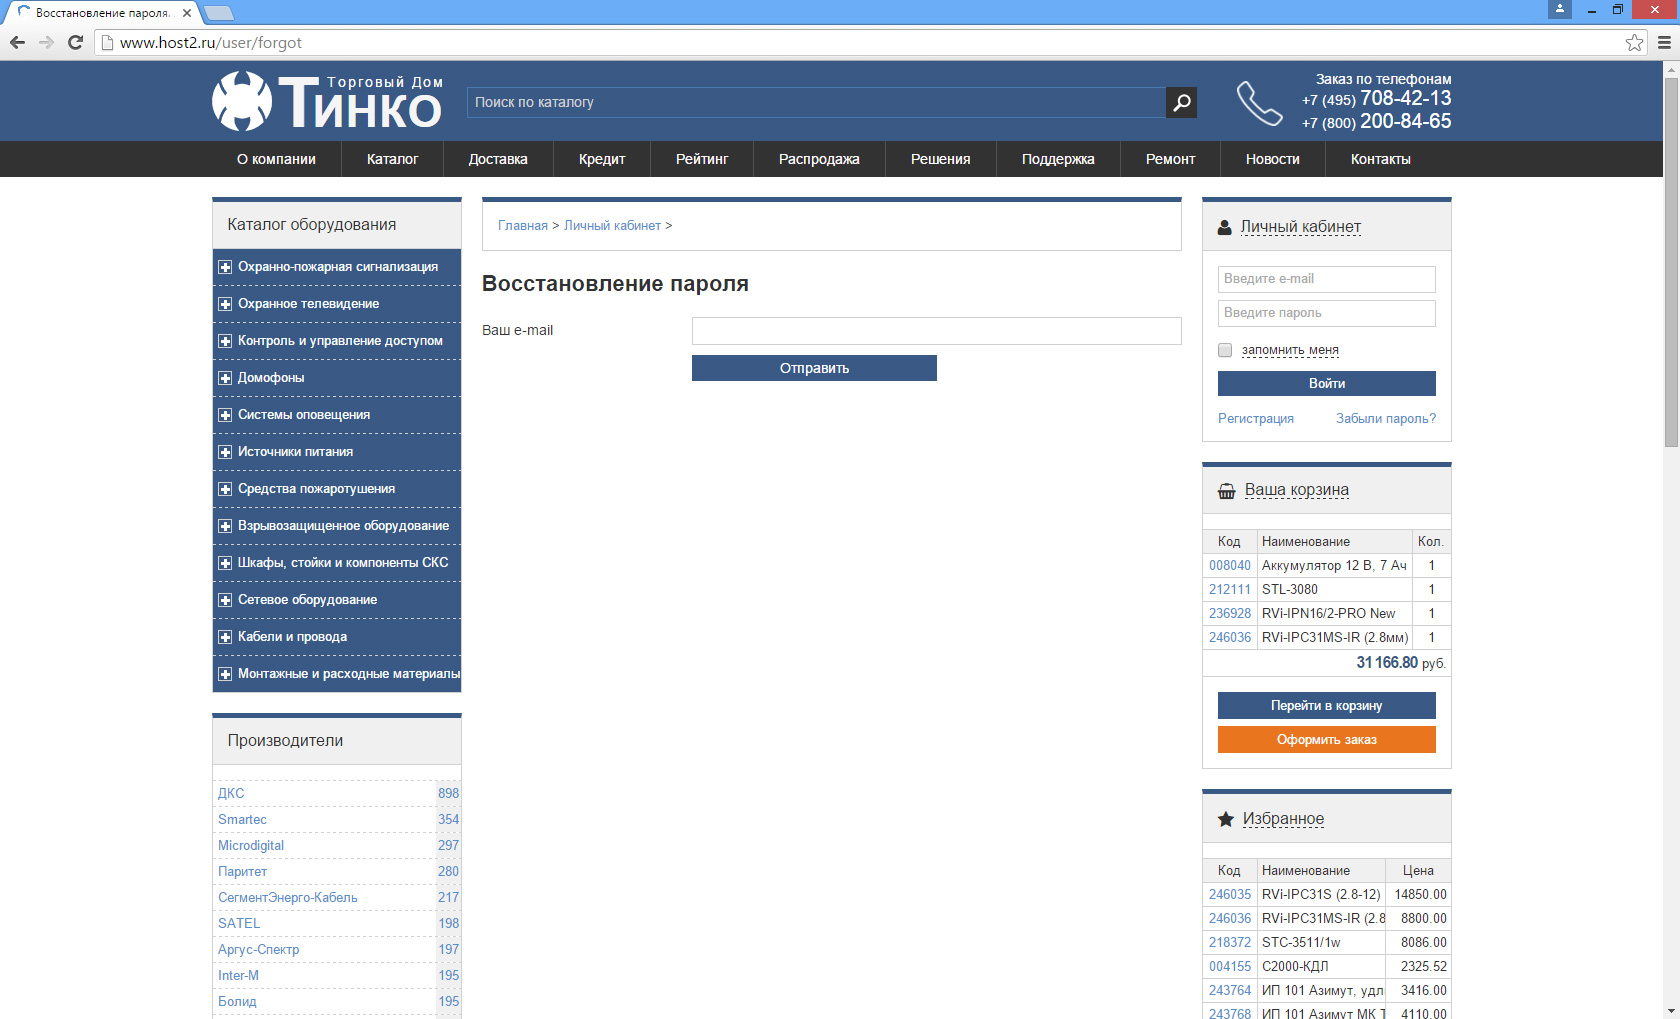 Восстановление пароля.
www.host2.ru/user/forgot
Торговый Дом
Тинко
Поиск по каталогу
Заказ по телефонам
+7 (495) 708-42-13
+7 (800) 200-84-65
О компании
Каталог
Доставка
Кредит
Рейтинг
Распродажа
Решения
Поддержка
Ремонт
Новости
Контакты
Каталог оборудования
Охранно-пожарная сигнализация
Охранное телевидение
Контроль и управление доступом
Домофоны
Системы оповещения
Источники питания
Средства пожаротушения
Взрывозащищенное оборудование
Шкафы, стойки и компоненты СКС
Сетевое оборудование
Кабели и провода
Монтажные и расходные материалы
Производители
ДКС 898
Smartec 354
Microdigital 297
Паритет 280
СегментЭнерго-Кабель 217
SATEL 198
Аргус-Спектр 197
Inter-M 195
Болид 195
Главная > Личный кабинет >
Восстановление пароля
Ваш e-mail
Отправить
Личный кабинет
Введите e-mail
Введите пароль
запомнить меня
Войти
Регистрация Забыли пароль?
Ваша корзина
Код Наименование Кол.
008040 Аккумулятор 12 В, 7 Ач 1
212111 STL-3080 1
236928 RVi-IPN16/2-PRO New 1
246036 RVi-IPC31MS-IR (2.8мм) 1
31 166.80 руб.
Перейти в корзину
Оформить заказ
Избранное
Код Наименование Цена
246035 RVi-IPC31S (2.8-12) 14850.00
246036 RVi-IPC31MS-IR (2.8 8800.00
218372 STC-3511/1w 8086.00
004155 С2000-КДЛ 2325.52
243764 ИП 101 Азимут, удл 3416.00
243768 ИП 101 Азимут МК Т 4110.00